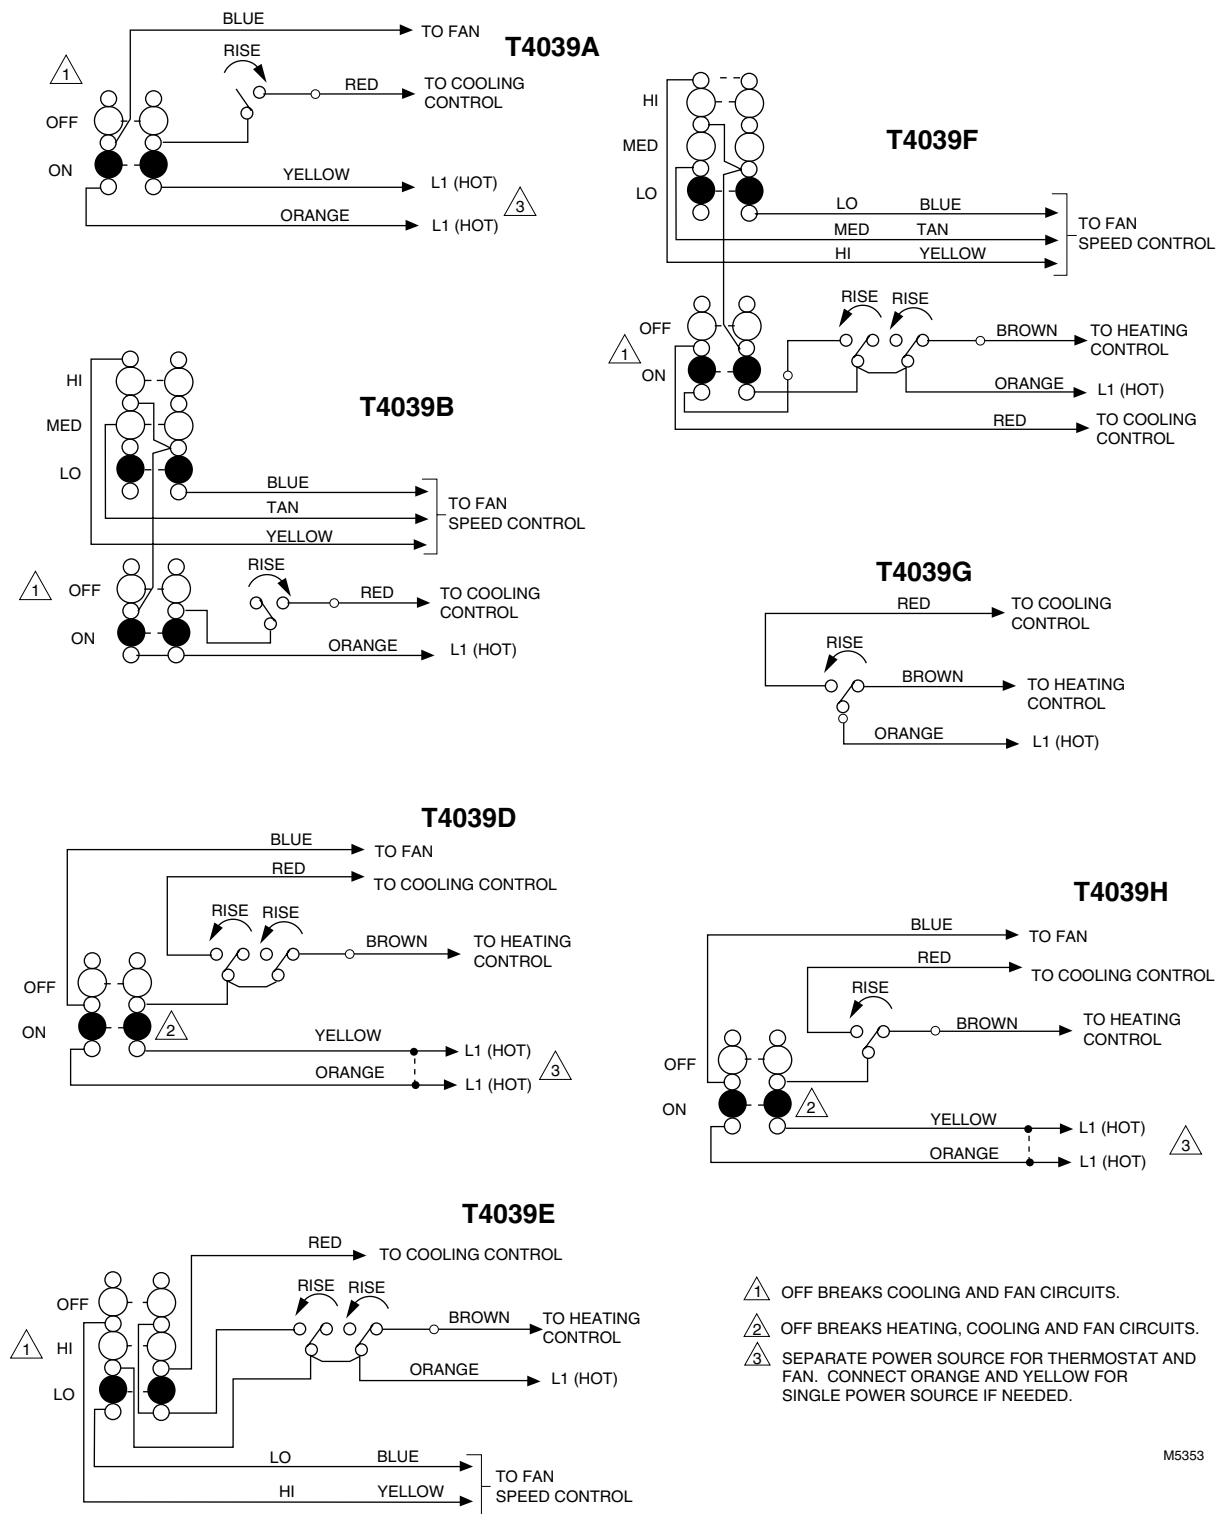 T4039A
BLUE
TO FAN
RISE
1
RED
TO COOLING
CONTROL
OFF
ON
YELLOW
L1 (HOT)
3
ORANGE
L1 (HOT)
T4039B
HI
MED
LO
BLUE
TAN
YELLOW
TO FAN
SPEED CONTROL
1
OFF
ON
RISE
RED
TO COOLING
CONTROL
ORANGE
L1 (HOT)
T4039D
BLUE
TO FAN
RED
TO COOLING CONTROL
RISE
RISE
BROWN
TO HEATING
CONTROL
OFF
ON
2
YELLOW
L1 (HOT)
3
ORANGE
L1 (HOT)
T4039E
RED
TO COOLING CONTROL
OFF
1
HI
LO
RISE
RISE
BROWN
TO HEATING
CONTROL
ORANGE
L1 (HOT)
LO
BLUE
HI
YELLOW
TO FAN
SPEED CONTROL
T4039F
HI
MED
LO
LO
BLUE
MED
TAN
HI
YELLOW
TO FAN
SPEED CONTROL
OFF
1
ON
RISE
RISE
BROWN
TO HEATING
CONTROL
ORANGE
L1 (HOT)
RED
TO COOLING
CONTROL
T4039G
RED
TO COOLING
CONTROL
RISE
BROWN
TO HEATING
CONTROL
ORANGE
L1 (HOT)
T4039H
BLUE
TO FAN
RED
TO COOLING CONTROL
RISE
BROWN
TO HEATING
CONTROL
OFF
ON
2
YELLOW
L1 (HOT)
3
ORANGE
L1 (HOT)
1 OFF BREAKS COOLING AND FAN CIRCUITS.
2 OFF BREAKS HEATING, COOLING AND FAN CIRCUITS.
3 SEPARATE POWER SOURCE FOR THERMOSTAT AND
FAN. CONNECT ORANGE AND YELLOW FOR
SINGLE POWER SOURCE IF NEEDED.
M5353